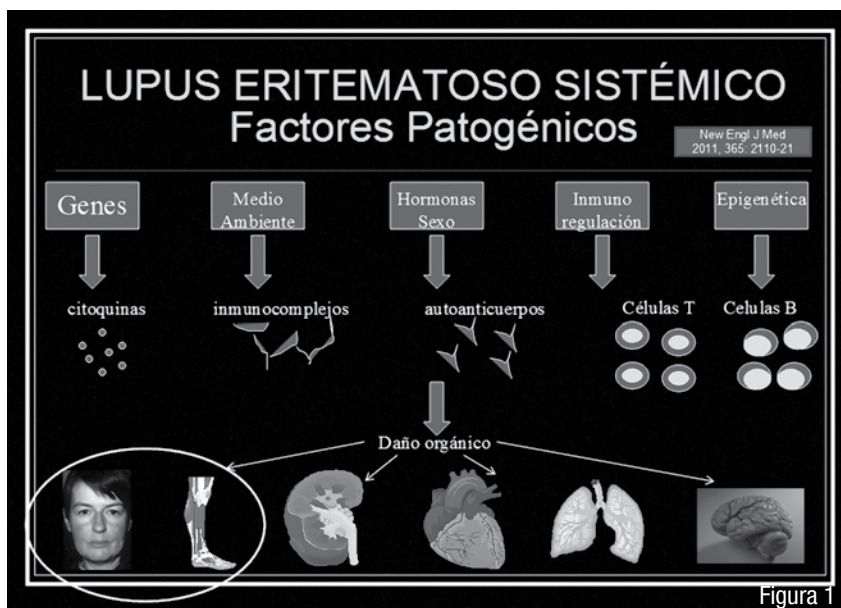 LUPUS ERITEMATOSO SISTÉMICO
Factores Patogénicos
New Engl J Med
2011, 365: 2110-21
Genes
Medio
Ambiente
Hormonas
Sexo
Inmuno
regulación
Epigenética
citoquinas
inmunocomplejos
autoanticuerpos
Células T
Celulas B
Daño orgánico
Figura 1